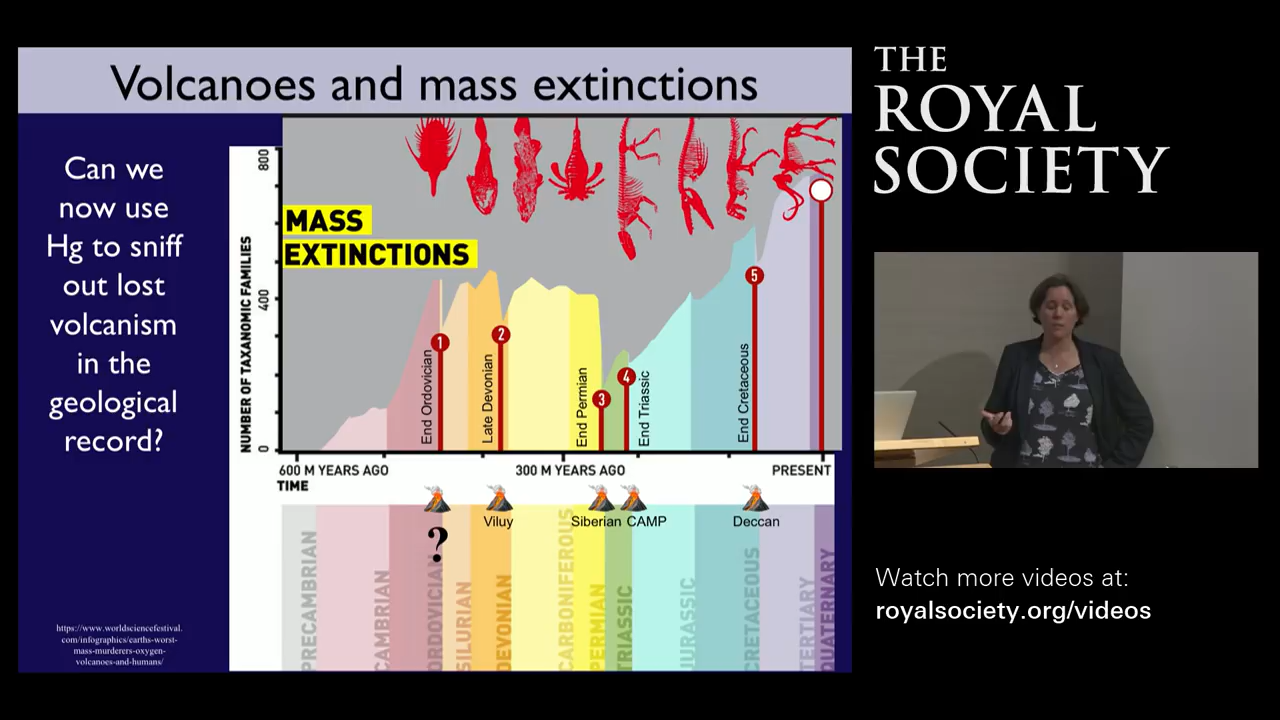 Volcanoes and mass extinctions
Can we
now use
Hg to sniff
out lost
volcanism
in the
geological
record?
https://www.worldsciencefestival.
com/infographics/earths-worst-
mass-murderers-oxygen-
volcanoes-and-humans/
NUMBER OF TAXONOMIC FAMILIES
800
400
0
MASS
EXTINCTIONS
1
2
3
4
5
End Ordovician
Late Devonian
End Permian
End Triassic
End Cretaceous
600 M YEARS AGO
300 M YEARS AGO
PRESENT
TIME
?
Viluy
Siberian
CAMP
Deccan
PRECAMBRIAN
CAMBRIAN
ORDOVICIAN
SILURIAN
DEVONIAN
CARBONIFEROUS
PERMIAN
TRIASSIC
JURASSIC
CRETACEOUS
TERTIARY
QUATERNARY
THE
ROYAL
SOCIETY
Watch more videos at:
royalsociety.org/videos